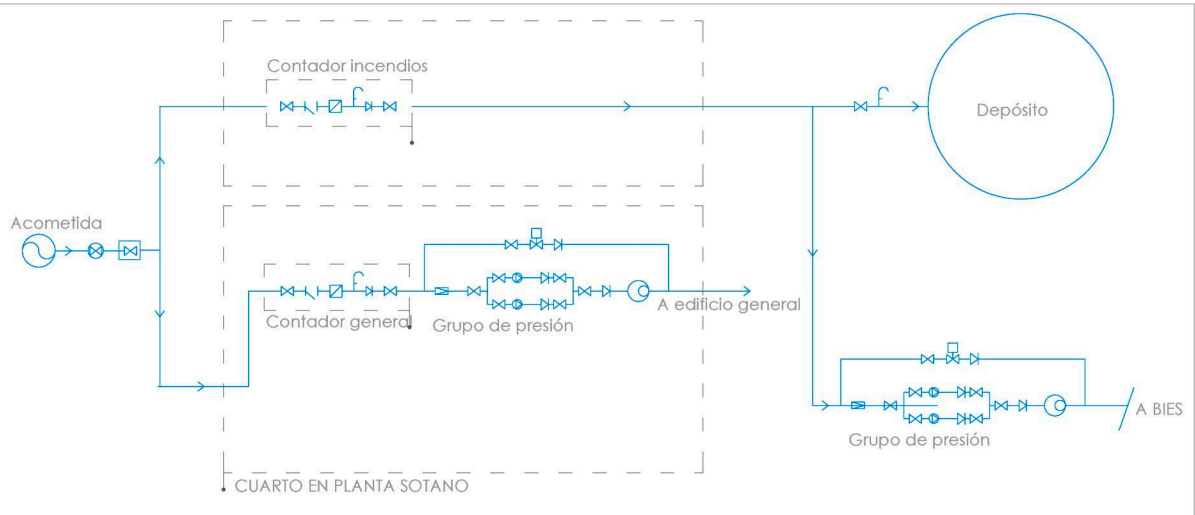 Contador incendios
Depósito
Acometida
A edificio general
Contador general
Grupo de presión
A BIES
Grupo de presión
CUARTO EN PLANTA SOTANO